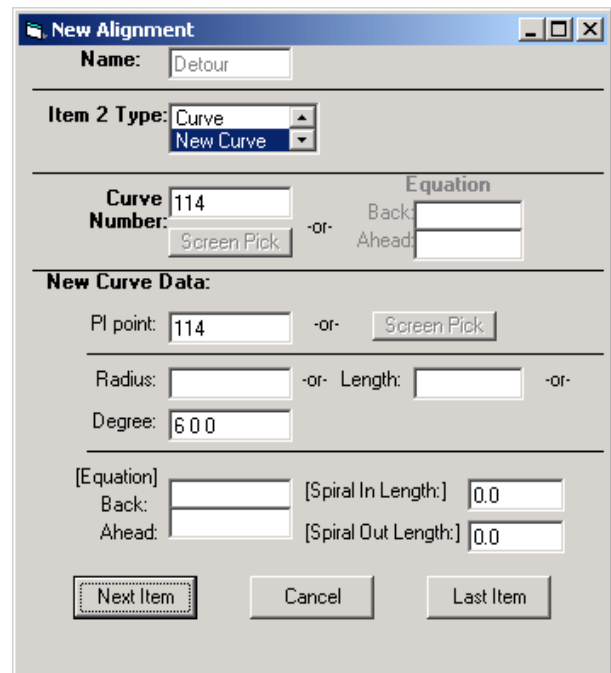 New Alignment
Name: Detour
Item 2 Type: Curve
New Curve
Equation
Curve Number: 114 -or- Back:
Screen Pick Ahead:
New Curve Data:
PI point: 114 -or- Screen Pick
Radius: -or- Length: -or-
Degree: 6 0 0
[Equation]
Back: [Spiral In Length:] 0.0
Ahead: [Spiral Out Length:] 0.0
Next Item Cancel Last Item